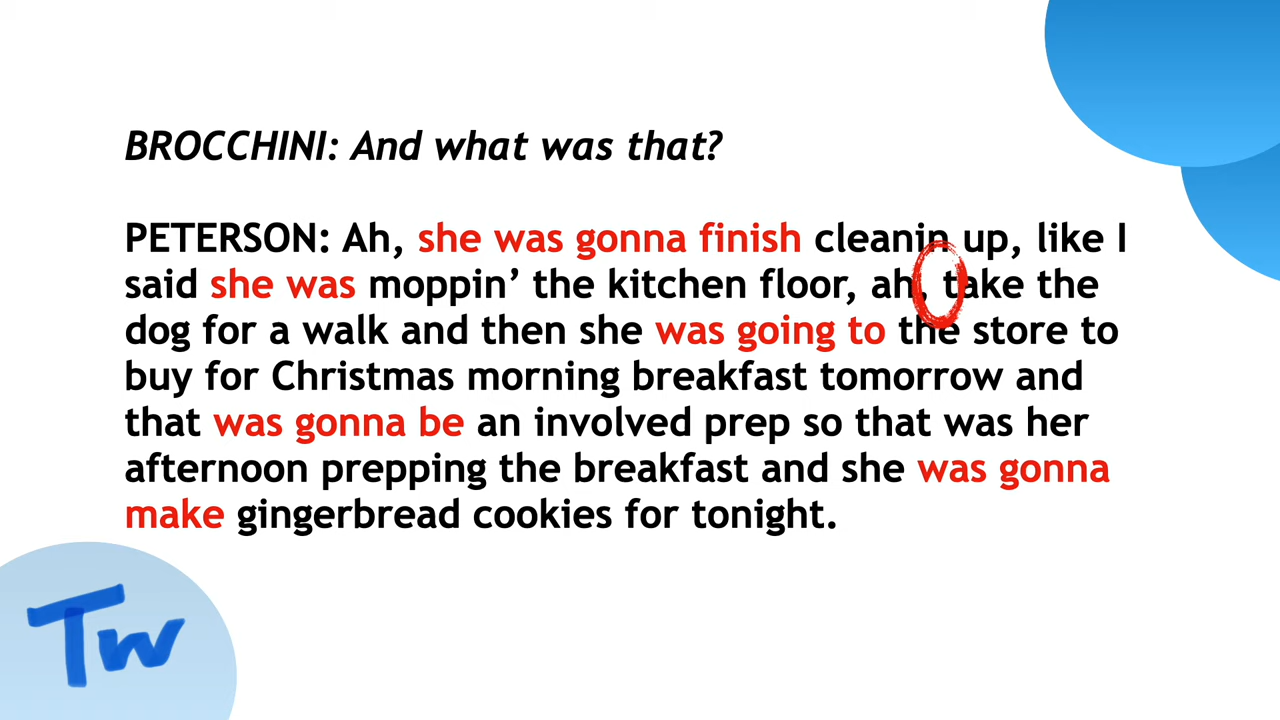 BROCCHINI: And what was that?
PETERSON: Ah, she was gonna finish cleanin up, like I
said she was moppin’ the kitchen floor, ah, take the
dog for a walk and then she was going to the store to
buy for Christmas morning breakfast tomorrow and
that was gonna be an involved prep so that was her
afternoon prepping the breakfast and she was gonna
make gingerbread cookies for tonight.
Tw